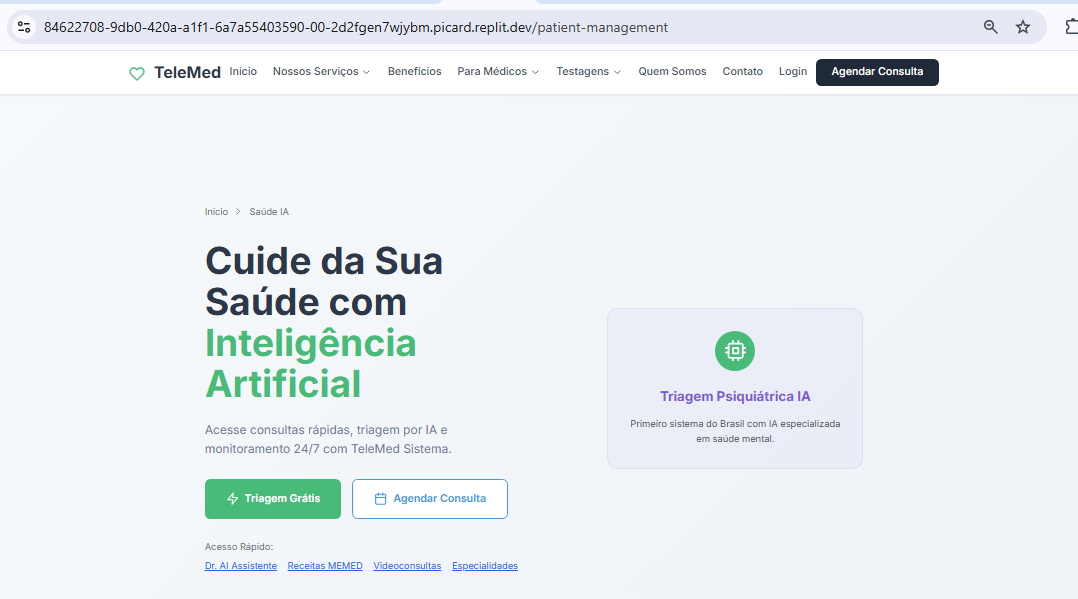 84622708-9db0-420a-a1f1-6a7a55403590-00-2d2fgen7wjybm.picard.replit.dev/patient-management
TeleMed Início Nossos Serviços Benefícios Para Médicos Testagens Quem Somos Contato Login Agendar Consulta
Início > Saúde IA
Cuide da Sua
Saúde com
Inteligência
Artificial
Acesse consultas rápidas, triagem por IA e
monitoramento 24/7 com TeleMed Sistema.
Triagem Grátis Agendar Consulta
Acesso Rápido:
Dr. AI Assistente Receitas MEMED Videoconsultas Especialidades
Triagem Psiquiátrica IA
Primeiro sistema do Brasil com IA especializada
em saúde mental.